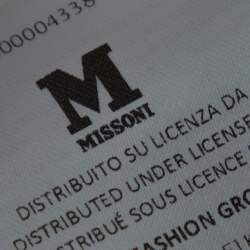 00004338
M
MISSONI
DISTRIBUITO SU LICENZA DA
DISTRIBUTED UNDER LICENSE
DISTRIBUÉ SOUS LICENCE
FASHION GRO